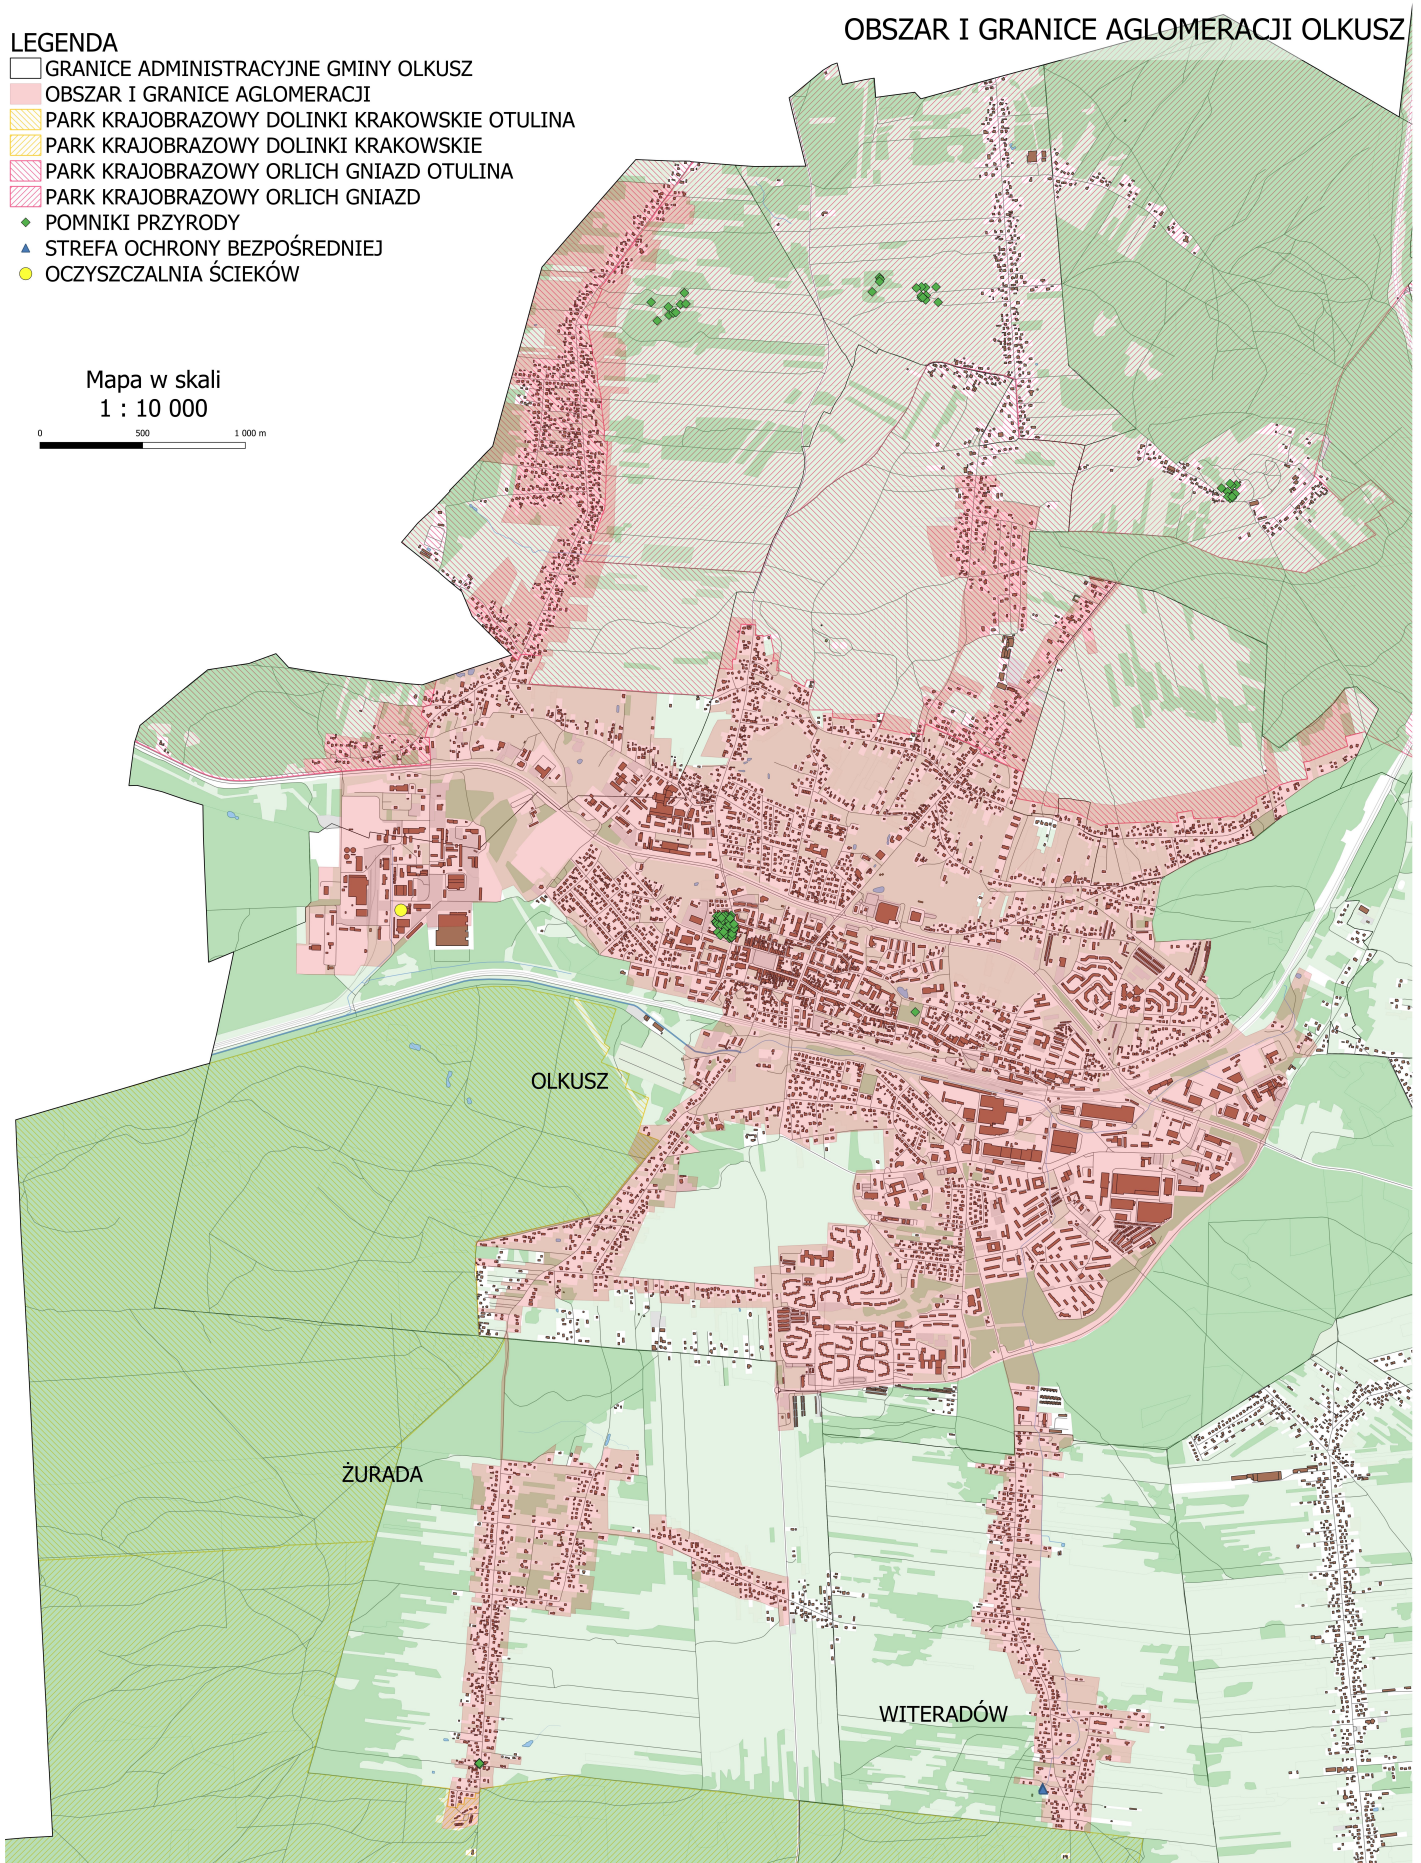 OBSZAR I GRANICE AGLOMERACJI OLKUSZ
LEGENDA
GRANICE ADMINISTRACYJNE GMINY OLKUSZ
OBSZAR I GRANICE AGLOMERACJI
PARK KRAJOBRAZOWY DOLINKI KRAKOWSKIE OTULINA
PARK KRAJOBRAZOWY DOLINKI KRAKOWSKIE
PARK KRAJOBRAZOWY ORLICH GNIAZD OTULINA
PARK KRAJOBRAZOWY ORLICH GNIAZD
POMNIKI PRZYRODY
STREFA OCHRONY BEZPOŚREDNIEJ
OCZYSZCZALNIA ŚCIEKÓW
Mapa w skali
1 : 10 000
0 500 1 000 m
OLKUSZ
ŻURADA
WITERADÓW